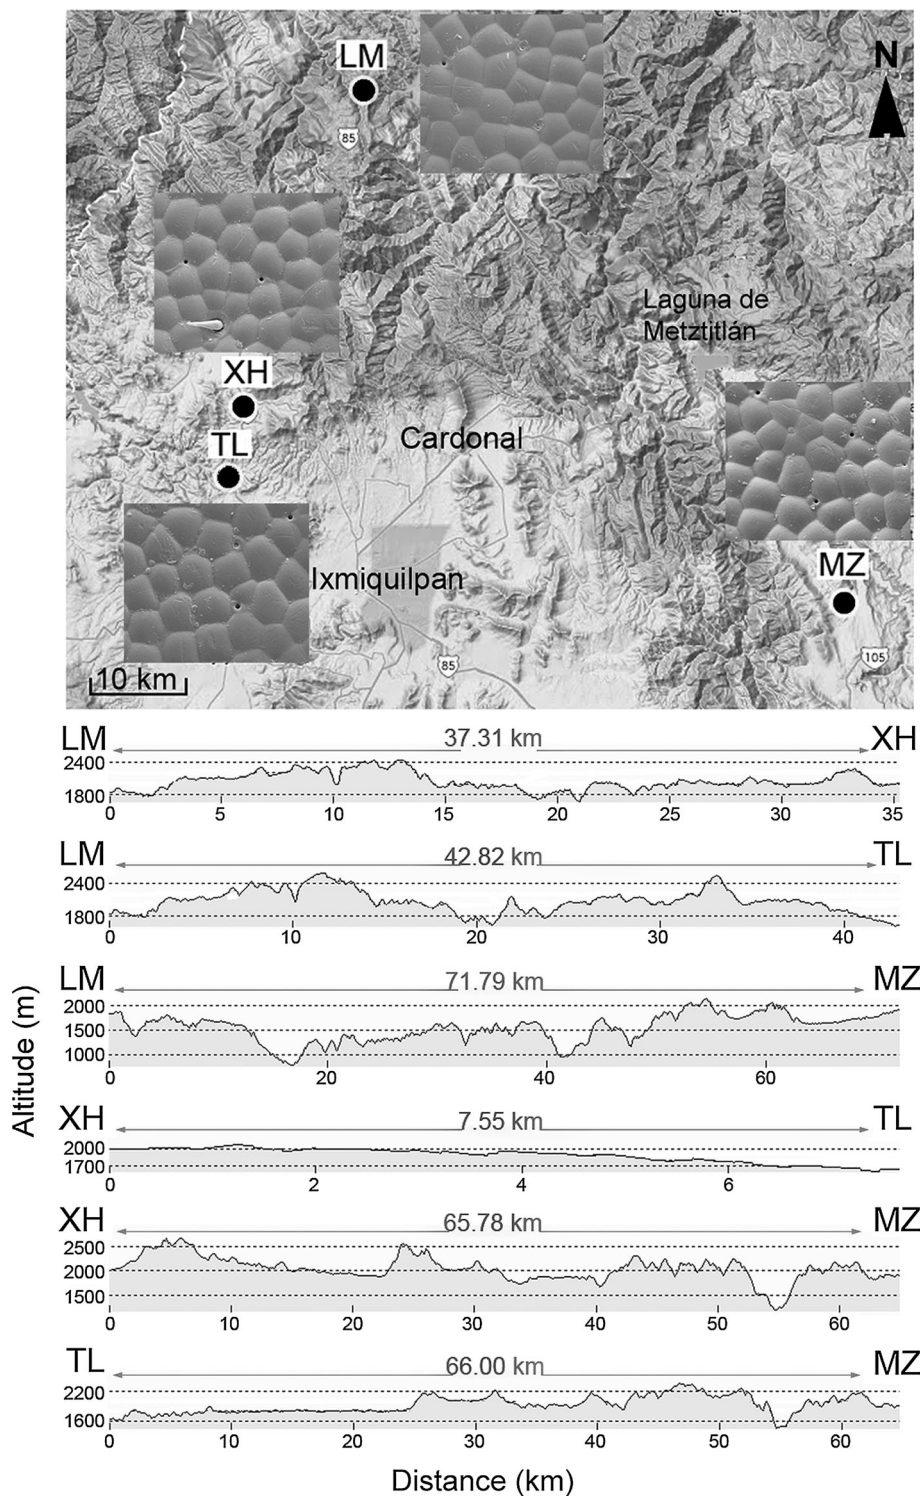 LM
N
85
Laguna de
Metztitlán
XH
Cardonal
TL
MZ
Ixmiquilpan
85
105
10 km
LM 37.31 km XH
2400
1800
0 5 10 15 20 25 30 35
LM 42.82 km TL
2400
1800
0 10 20 30 40
LM 71.79 km MZ
2000
1500
1000
0 20 40 60
XH 7.55 km TL
2000
1700
0 2 4 6
XH 65.78 km MZ
2500
2000
1500
0 10 20 30 40 50 60
TL 66.00 km MZ
2200
1600
0 10 20 30 40 50 60
Altitude (m)
Distance (km)